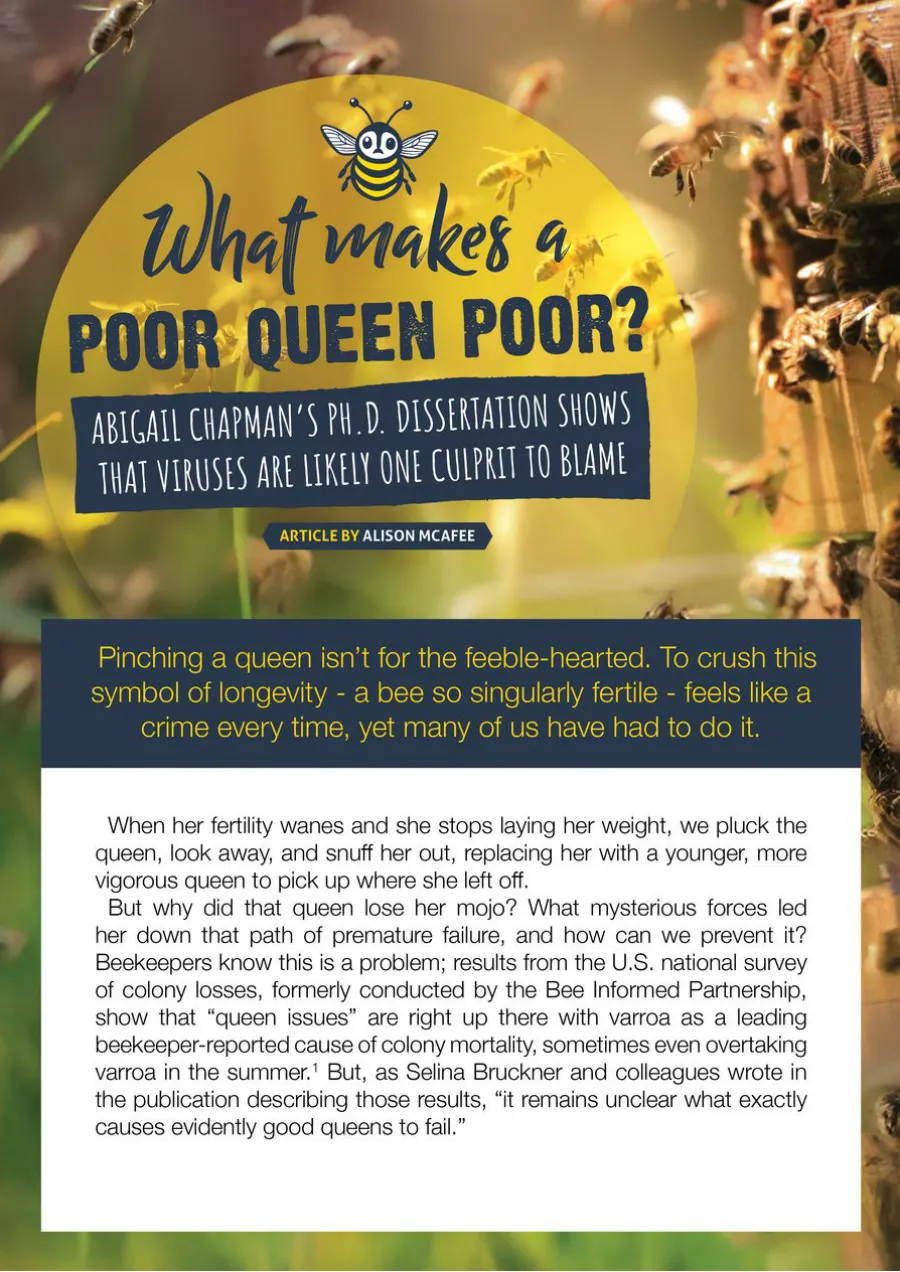 What makes a
POOR QUEEN POOR?
ABIGAIL CHAPMAN'S PH.D. DISSERTATION SHOWS
THAT VIRUSES ARE LIKELY ONE CULPRIT TO BLAME
ARTICLE BY ALISON MCAFEE
Pinching a queen isn't for the feeble-hearted. To crush this
symbol of longevity - a bee so singularly fertile - feels like a
crime every time, yet many of us have had to do it.
When her fertility wanes and she stops laying her weight, we pluck the
queen, look away, and snuff her out, replacing her with a younger, more
vigorous queen to pick up where she left off.
But why did that queen lose her mojo? What mysterious forces led
her down that path of premature failure, and how can we prevent it?
Beekeepers know this is a problem; results from the U.S. national survey
of colony losses, formerly conducted by the Bee Informed Partnership,
show that “queen issues” are right up there with varroa as a leading
beekeeper-reported cause of colony mortality, sometimes even overtaking
varroa in the summer.¹ But, as Selina Bruckner and colleagues wrote in
the publication describing those results, “it remains unclear what exactly
causes evidently good queens to fail.”